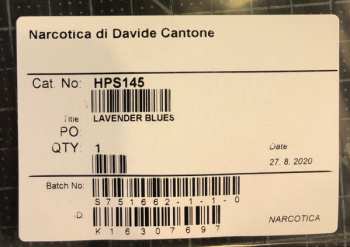 Narcotica di Davide Cantone
Cat. No: HPS145
Title LAVENDER BLUES
PO:
QTY: 1
Date
27. 8. 2020
Batch No:
S751662-1-1-0
ID:
K16307697
NARCOTICA